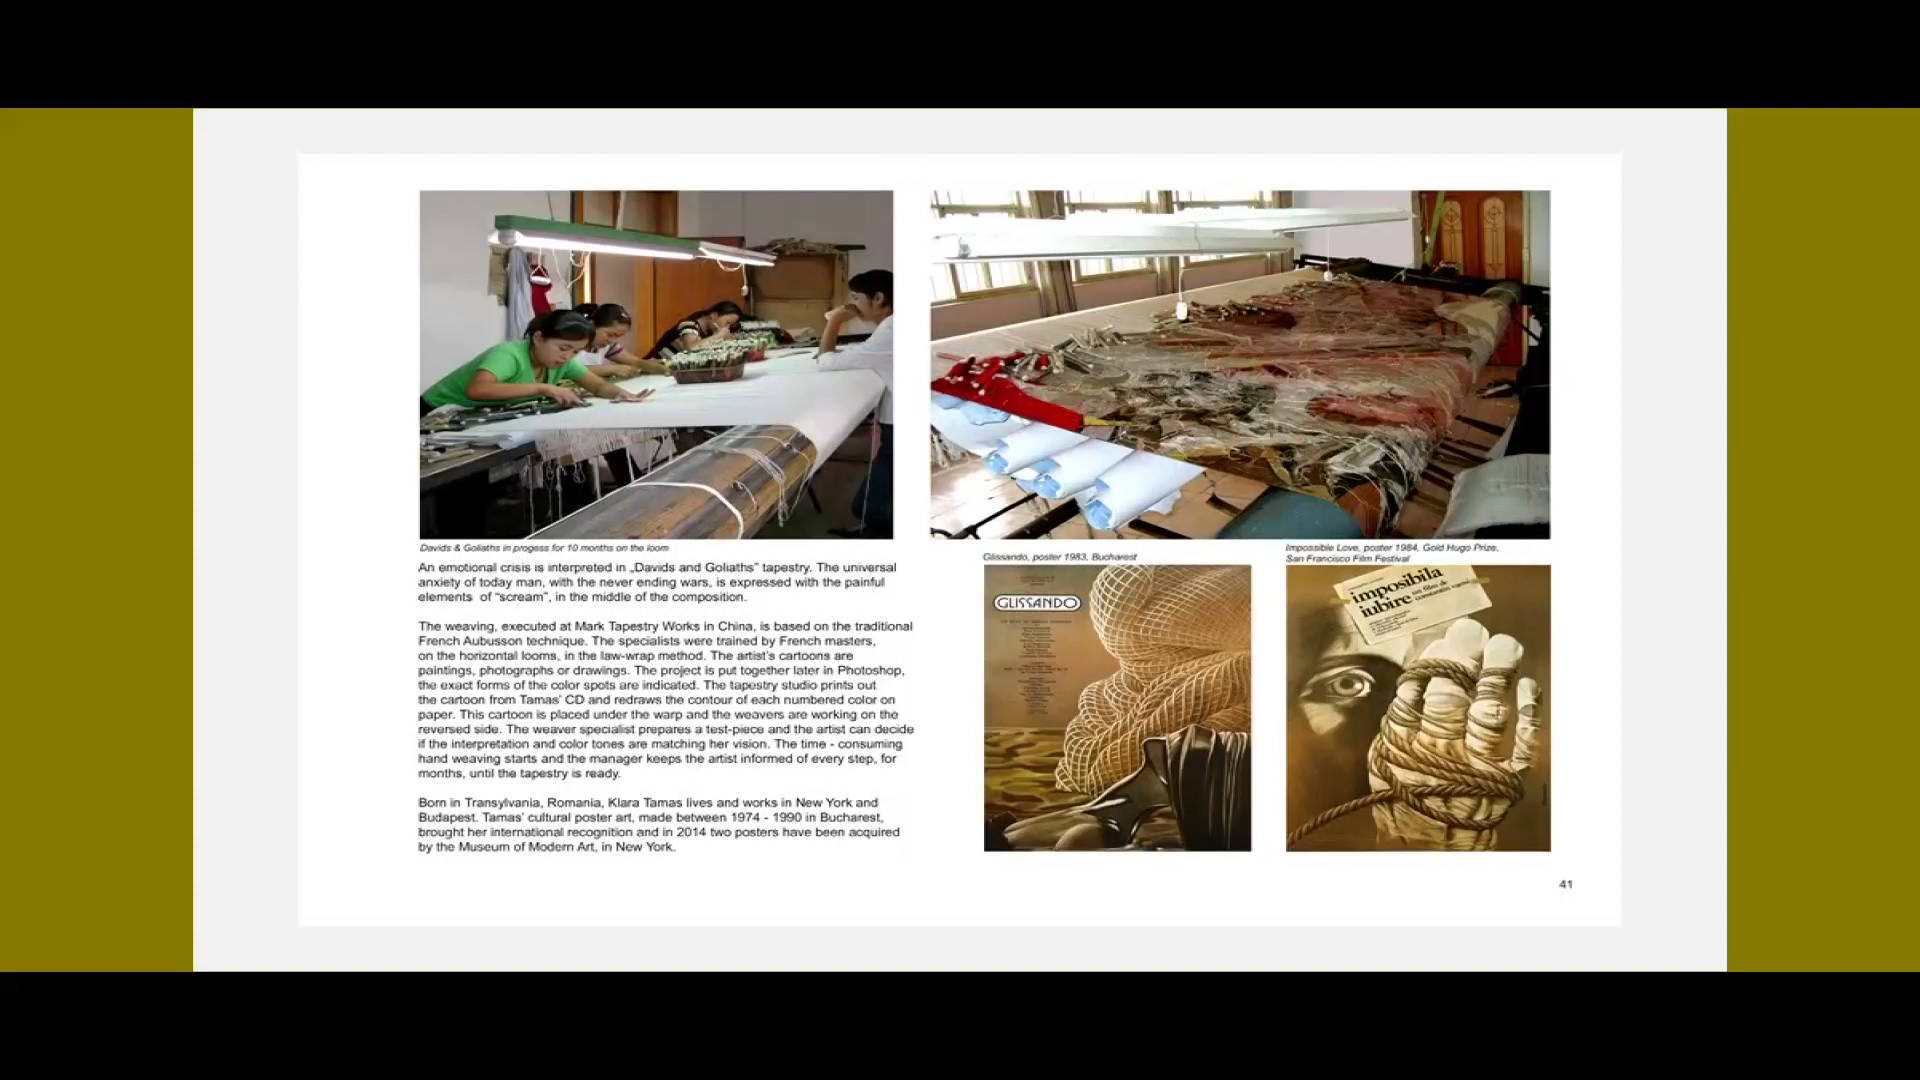 Davids & Goliaths in progess for 10 months on the loom
An emotional crisis is interpreted in „Davids and Goliaths” tapestry. The universal
anxiety of today man, with the never ending wars, is expressed with the painful
elements of “scream”, in the middle of the composition.
The weaving, executed at Mark Tapestry Works in China, is based on the traditional
French Aubusson technique. The specialists were trained by French masters,
on the horizontal looms, in the law-wrap method. The artist’s cartoons are
paintings, photographs or drawings. The project is put together later in Photoshop,
the exact forms of the color spots are indicated. The tapestry studio prints out
the cartoon from Tamas’ CD and redraws the contour of each numbered color on
paper. This cartoon is placed under the warp and the weavers are working on the
reversed side. The weaver specialist prepares a test-piece and the artist can decide
if the interpretation and color tones are matching her vision. The time - consuming
hand weaving starts and the manager keeps the artist informed of every step, for
months, until the tapestry is ready.
Born in Transylvania, Romania, Klara Tamas lives and works in New York and
Budapest. Tamas’ cultural poster art, made between 1974 - 1990 in Bucharest,
brought her international recognition and in 2014 two posters have been acquired
by the Museum of Modern Art, in New York.
Glissando, poster 1983, Bucharest
GLISSANDO
Impossible Love, poster 1984, Gold Hugo Prize,
San Francisco Film Festival
imposibila
iubire
un film de
constantin vaeni
41